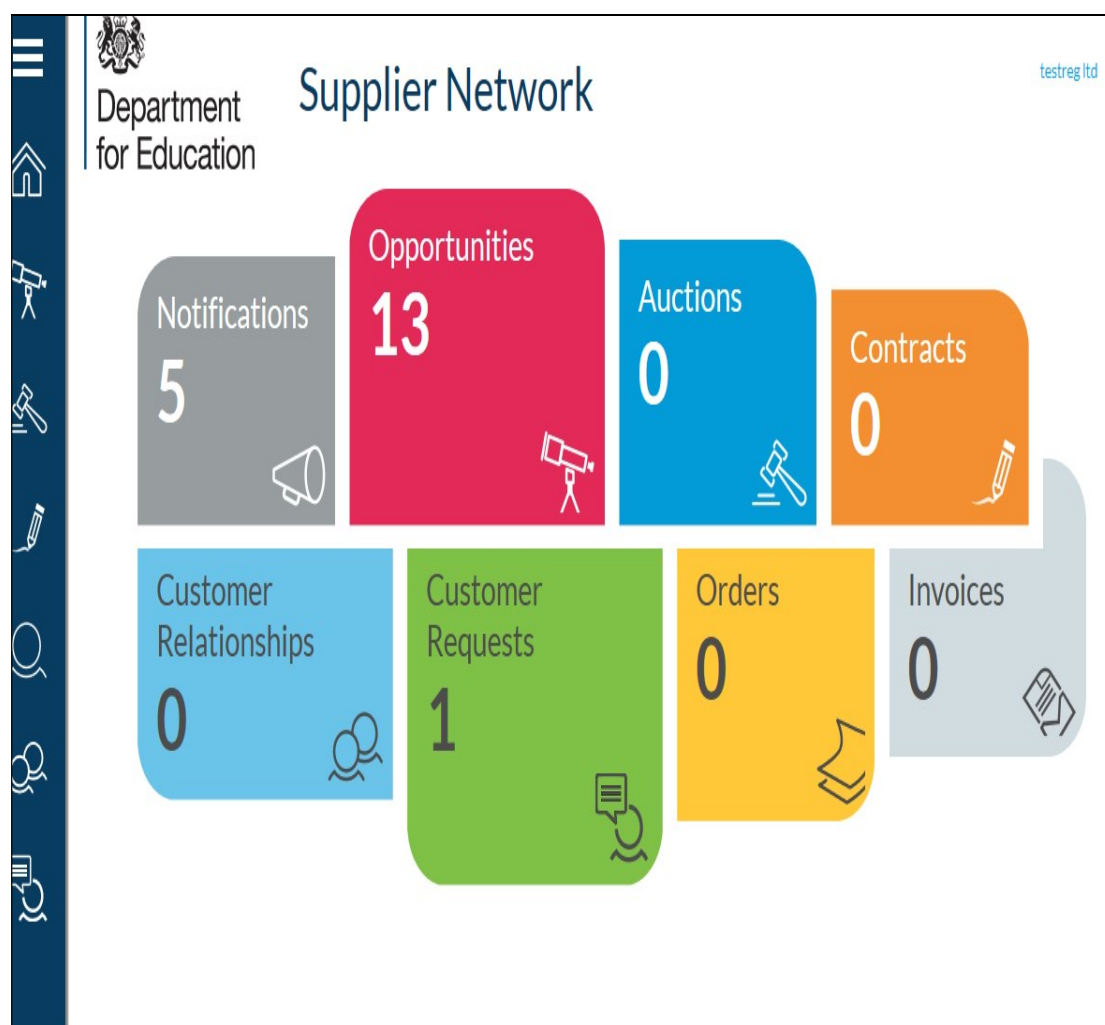 Department
for Education
Supplier Network
testreg ltd
Notifications
5
Opportunities
13
Auctions
0
Contracts
0
Customer
Relationships
0
Customer
Requests
1
Orders
0
Invoices
0